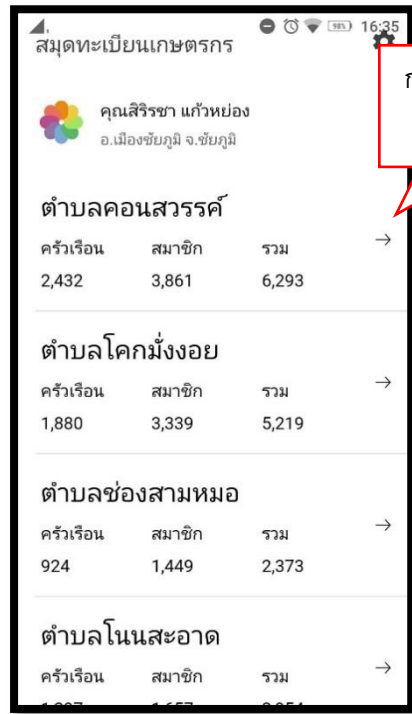 98%
16:35
สมุดทะเบียนเกษตรกร
คุณสิริรชา แก้วหย่อง
อ.เมืองชัยภูมิ จ.ชัยภูมิ
ตำบลคอนสวรรค์
ครัวเรือน สมาชิก รวม
2,432 3,861 6,293
ตำบลโคกมั่งงอย
ครัวเรือน สมาชิก รวม
1,880 3,339 5,219
ตำบลช่องสามหมอ
ครัวเรือน สมาชิก รวม
924 1,449 2,373
ตำบลโนนสะอาด
ครัวเรือน สมาชิก รวม